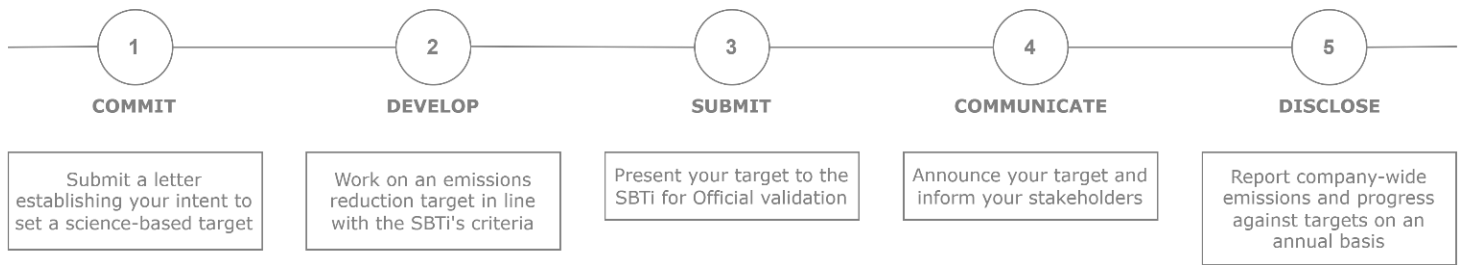 1
COMMIT
Submit a letter
establishing your intent to
set a science-based target
2
DEVELOP
Work on an emissions
reduction target in line
with the SBTi's criteria
3
SUBMIT
Present your target to the
SBTi for Official validation
4
COMMUNICATE
Announce your target and
inform your stakeholders
5
DISCLOSE
Report company-wide
emissions and progress
against targets on an
annual basis